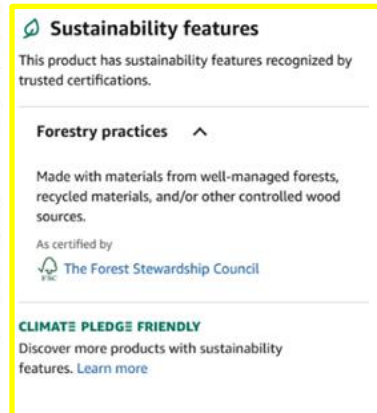 Sustainability features
This product has sustainability features recognized by
trusted certifications.
Forestry practices
Made with materials from well-managed forests,
recycled materials, and/or other controlled wood
sources.
As certified by
FSC
The Forest Stewardship Council
CLIMATE PLEDGE FRIENDLY
Discover more products with sustainability
features. Learn more